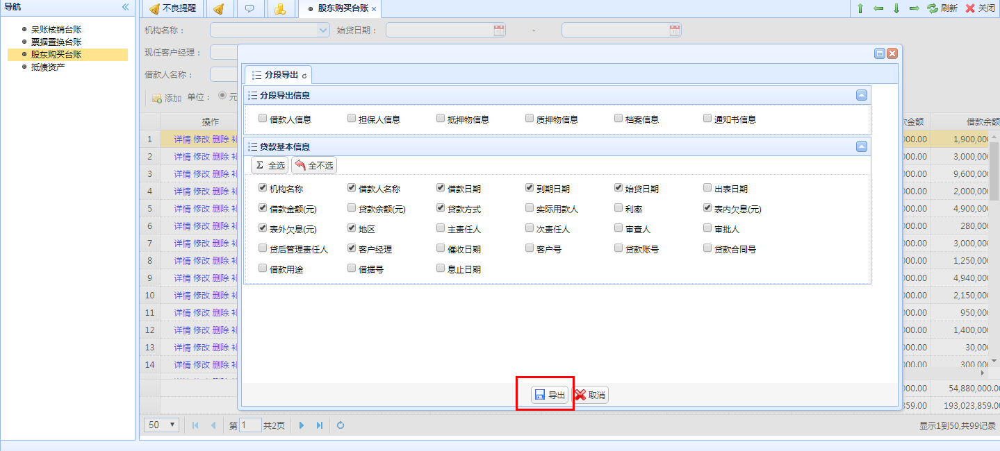 导航
不良提醒
股东购买台账
刷新 关闭
呆账核销台账
票据置换台账
股东购买台账
抵债资产
机构名称： 始贷日期： -
现任客户经理：
借款人名称：
添加 单位： 元
分段导出
分段导出信息
借款人信息 担保人信息 抵押物信息 质押物信息 档案信息 通知书信息
贷款基本信息
全选 全不选
机构名称 借款人名称 借款日期 到期日期 始贷日期 出表日期
借款金额(元) 贷款余额(元) 贷款方式 实际用款人 利率 表内欠息(元)
表外欠息(元) 地区 主责任人 次责任人 审查人 审批人
贷后管理责任人 客户经理 催收日期 客户号 贷款账号 贷款合同号
借款用途 借据号 息止日期
导出 取消
操作 金额 借款余额
1 详情 修改 删除 000.00 1,900,000
2 详情 修改 删除 000.00 3,000,000
3 详情 修改 删除 000.00 9,600,000
4 详情 修改 删除 000.00 2,000,000
5 详情 修改 删除 000.00 4,900,000
6 详情 修改 删除 000.00 280,000
7 详情 修改 删除 000.00 3,000,000
8 详情 修改 删除 000.00 1,250,000
9 详情 修改 删除 000.00 4,940,000
10 详情 修改 删除 000.00 2,150,000
11 详情 修改 删除 000.00 950,000
12 详情 修改 删除 000.00 1,400,000
13 详情 修改 删除 000.00 30,000
14 详情 修改 删除 000.00 300,000
000.00 54,880,000.00
859.00 193,023,859.00
50 第 1 共2页 显示1到50,共99记录